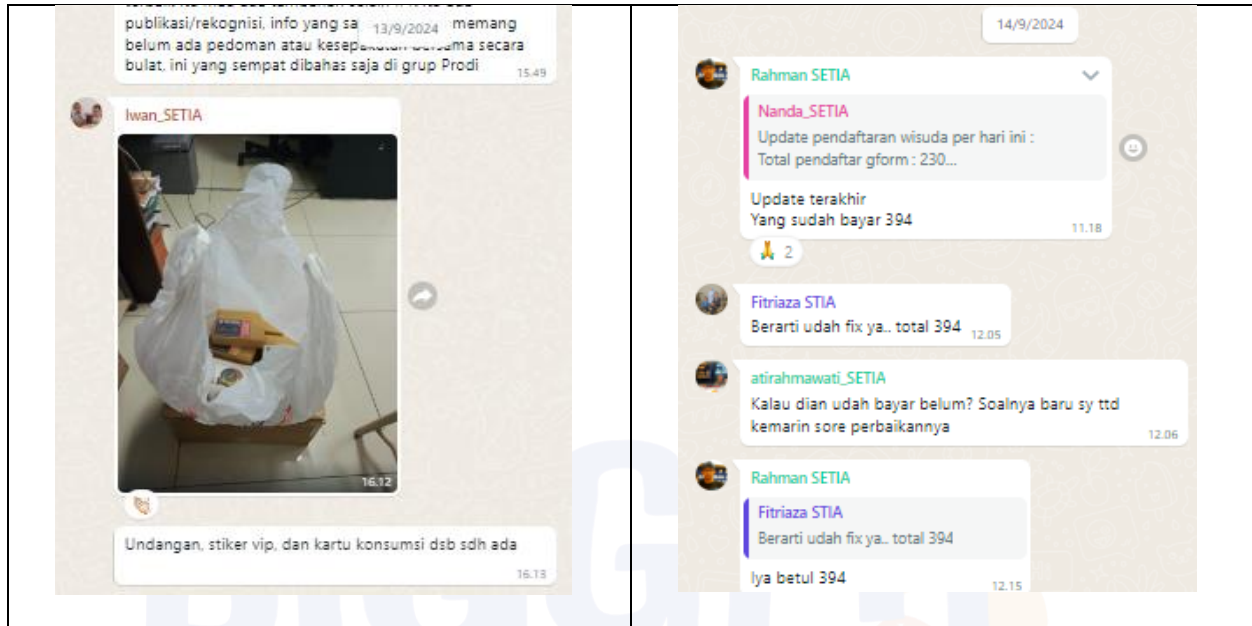 publikasi/rekognisi, info yang sa
13/9/2024
memang
belum ada pedoman atau kesepakatan bersama secara
bulat, ini yang sempat dibahas saja di grup Prodi
15.49
Iwan_SETIA
16.12
Undangan, stiker vip, dan kartu konsumsi dsb sdh ada
16.13
14/9/2024
Rahman SETIA
Nanda_SETIA
Update pendaftaran wisuda per hari ini :
Total pendaftar gform : 230...
Update terakhir
Yang sudah bayar 394
11.18
🙏 2
Fitriaza STIA
Berarti udah fix ya.. total 394
12.05
atirahmawati_SETIA
Kalau dian udah bayar belum? Soalnya baru sy ttd
kemarin sore perbaikannya
12.06
Rahman SETIA
Fitriaza STIA
Berarti udah fix ya.. total 394
Iya betul 394
12.15